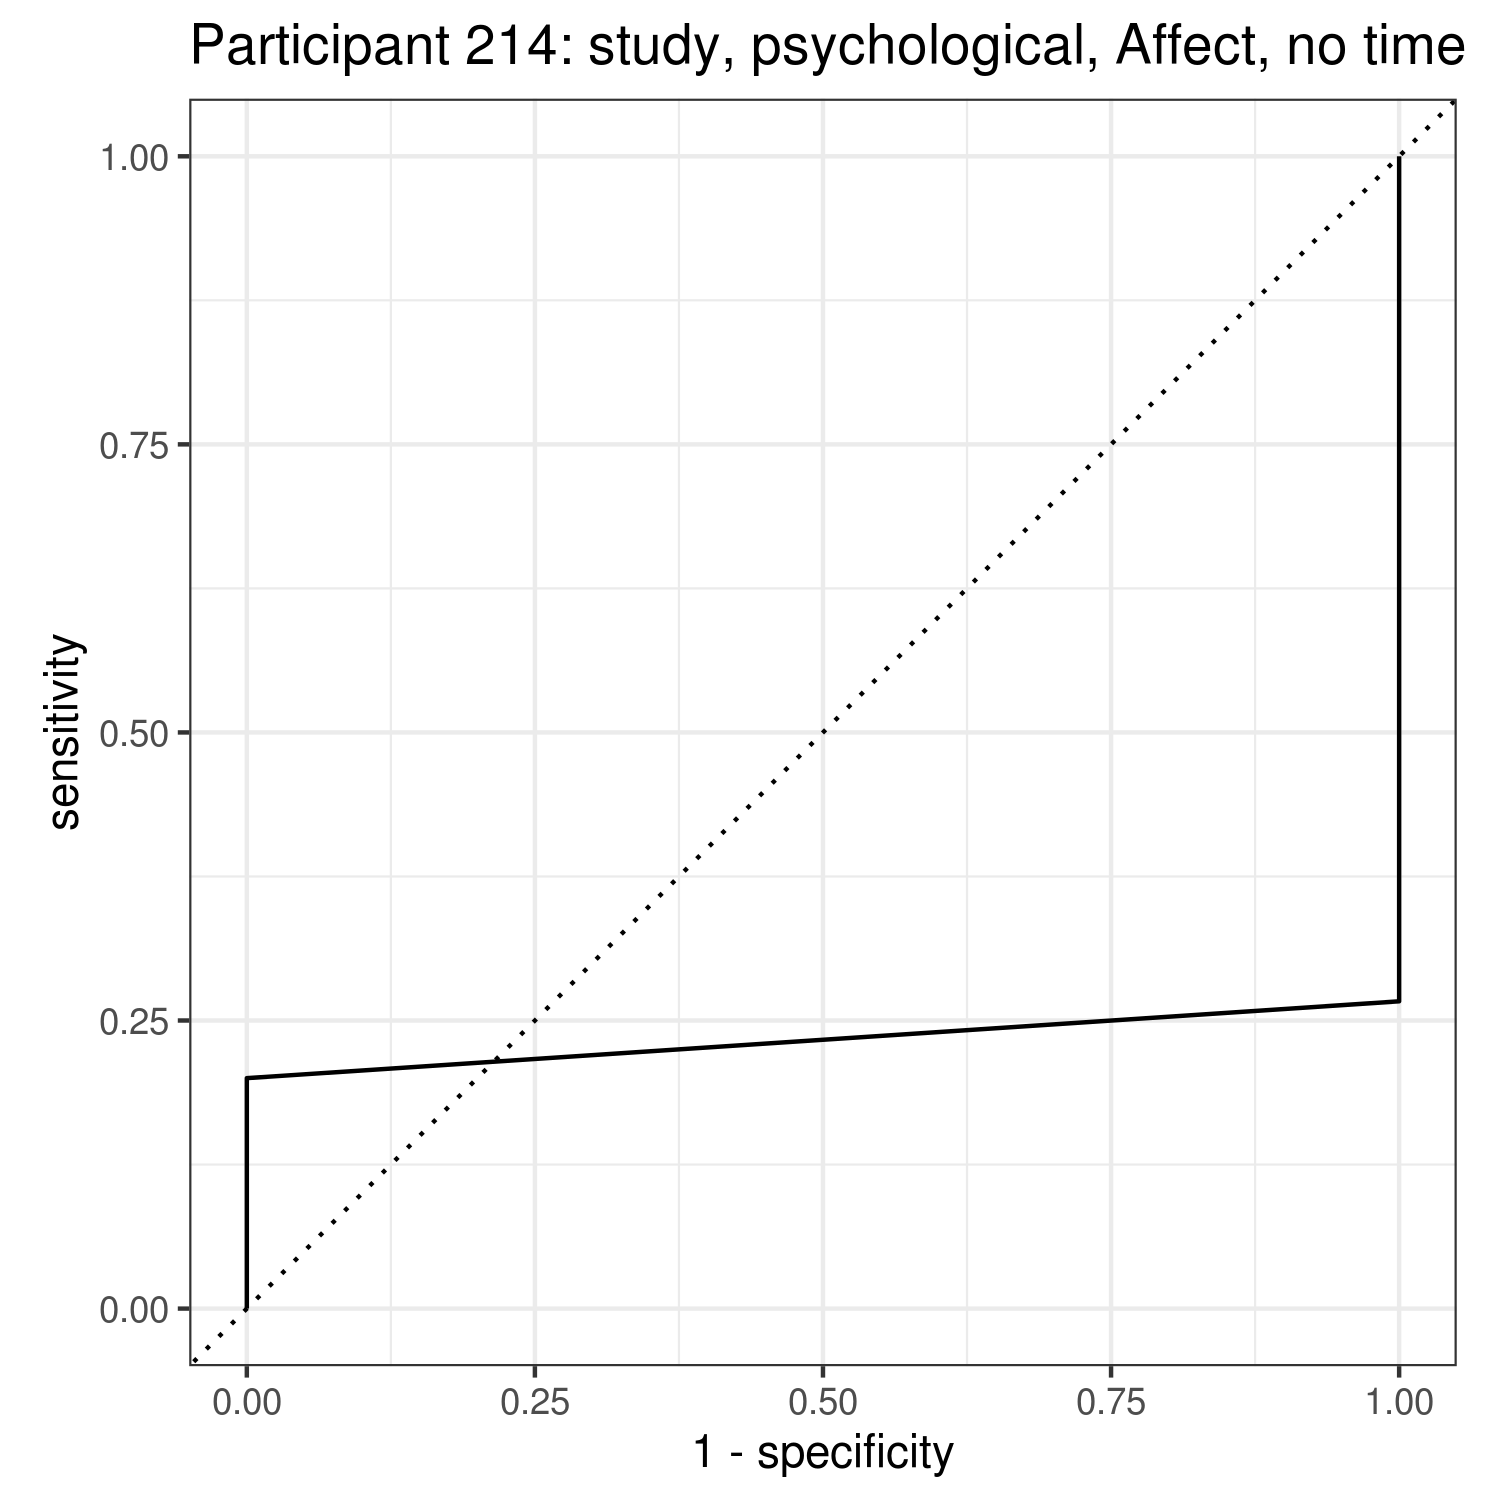 Participant 214: study, psychological, Affect, no time
1.00
0.75
0.50
0.25
0.00
sensitivity
0.00 0.25 0.50 0.75 1.00
1 - specificity